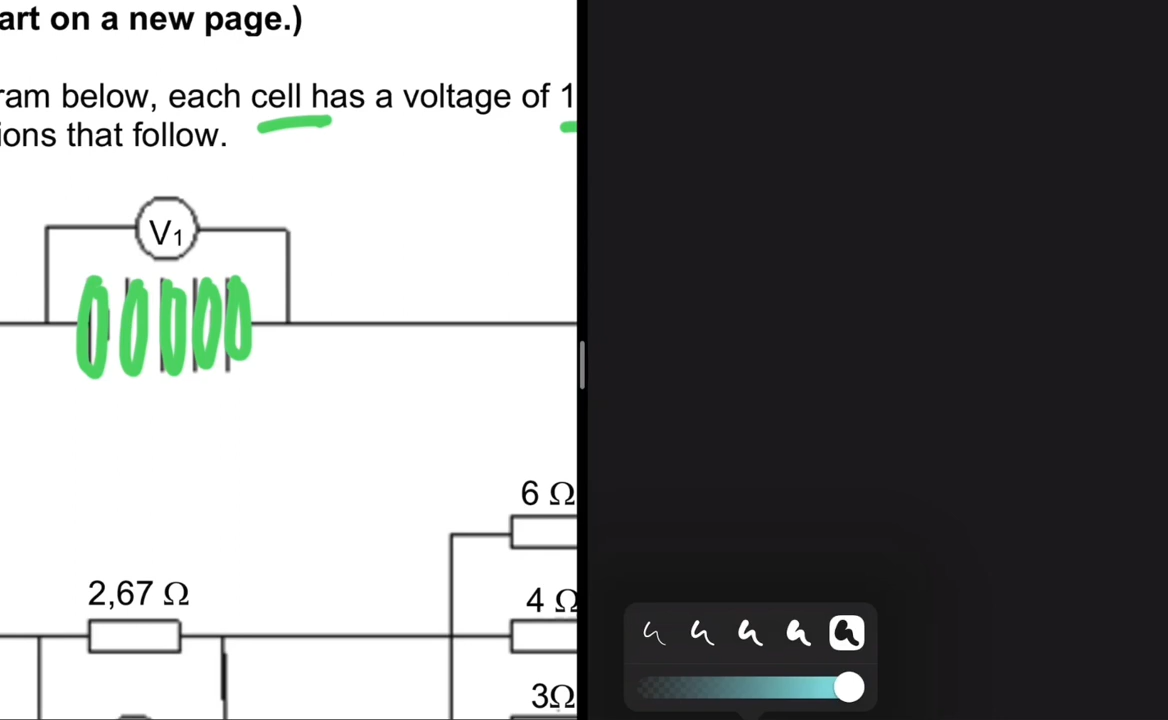 art on a new page.)
ram below, each cell has a voltage of 1
ions that follow.
V₁
6 Ω
2,67 Ω
4 Ω
3Ω